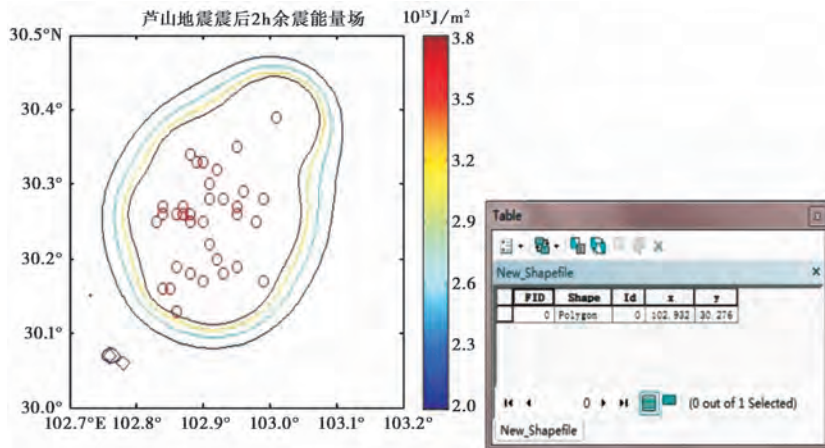 芦山地震震后2h余震能量场
10¹⁵J/m²
30.5°N
30.4°
30.3°
30.2°
30.1°
30.0°
102.7°E 102.8° 102.9° 103.0° 103.1° 103.2°
3.8
3.5
3.2
2.9
2.6
2.3
2.0
Table
New_Shapefile
FID Shape Id x y
0 Polygon 0 102.932 30.276
0
(0 out of 1 Selected)
New_Shapefile